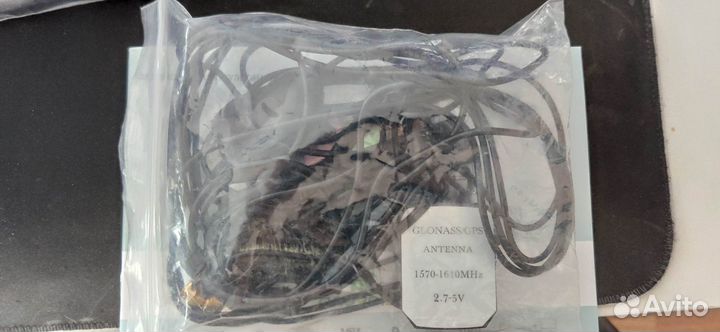 GLONASS/GPS
ANTENNA
1570-1610MHz
2.7-5V
Avito